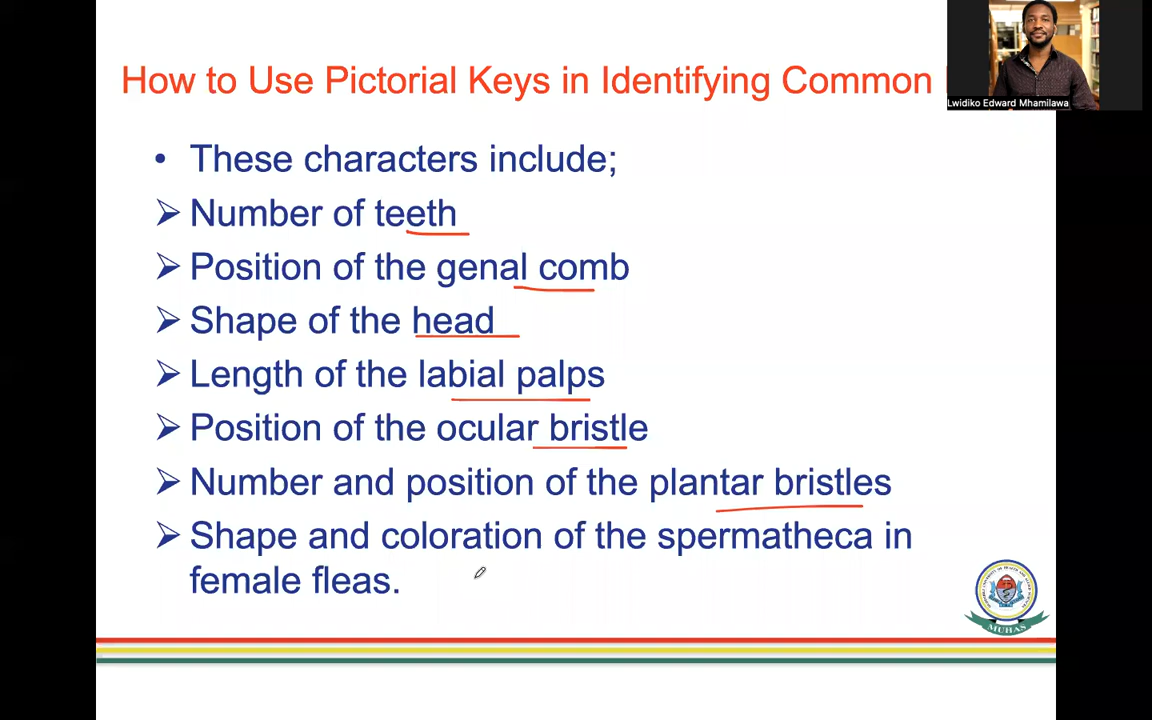 How to Use Pictorial Keys in Identifying Common
Lwidiko Edward Mhamilawa
• These characters include;
➢ Number of teeth
➢ Position of the genal comb
➢ Shape of the head
➢ Length of the labial palps
➢ Position of the ocular bristle
➢ Number and position of the plantar bristles
➢ Shape and coloration of the spermatheca in
female fleas.
MUHAS